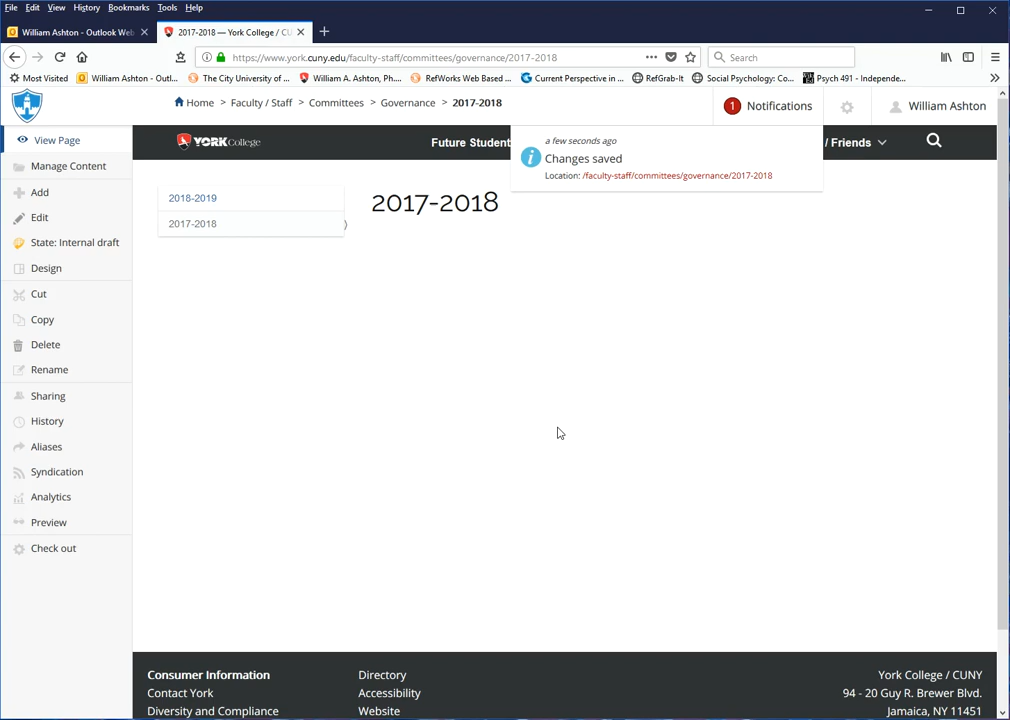 File Edit View History Bookmarks Tools Help
William Ashton - Outlook Web
2017-2018 — York College / CU
https://www.york.cuny.edu/faculty-staff/committees/governance/2017-2018
Search
Most Visited
William Ashton - Outl...
The City University of ...
William A. Ashton, Ph....
RefWorks Web Based ...
Current Perspective in ...
RefGrab-It
Social Psychology: Co...
Psych 491 - Independe...
Home > Faculty / Staff > Committees > Governance > 2017-2018
1 Notifications
William Ashton
View Page
Manage Content
Add
Edit
State: Internal draft
Design
Cut
Copy
Delete
Rename
Sharing
History
Aliases
Syndication
Analytics
Preview
Check out
YORK College
Future Student
/ Friends
a few seconds ago
Changes saved
Location: /faculty-staff/committees/governance/2017-2018
2018-2019
2017-2018
2017-2018
Consumer Information
Contact York
Diversity and Compliance
Directory
Accessibility
Website
York College / CUNY
94 - 20 Guy R. Brewer Blvd.
Jamaica, NY 11451